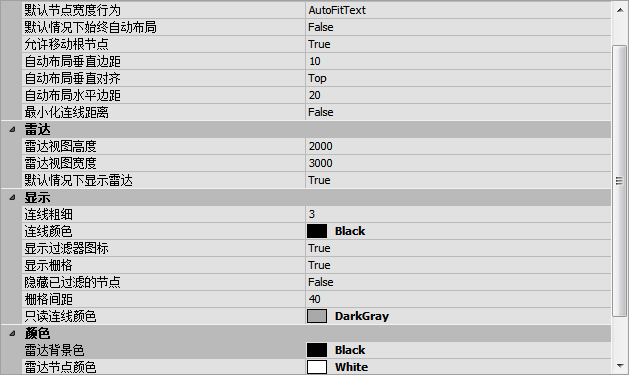 默认节点宽度行为 AutoFitText
默认情况下始终自动布局 False
允许移动根节点 True
自动布局垂直边距 10
自动布局垂直对齐 Top
自动布局水平边距 20
最小化连线距离 False
雷达
雷达视图高度 2000
雷达视图宽度 3000
默认情况下显示雷达 True
显示
连线粗细 3
连线颜色 Black
显示过滤器图标 True
显示栅格 True
隐藏已过滤的节点 False
栅格间距 40
只读连线颜色 DarkGray
颜色
雷达背景色 Black
雷达节点颜色 White